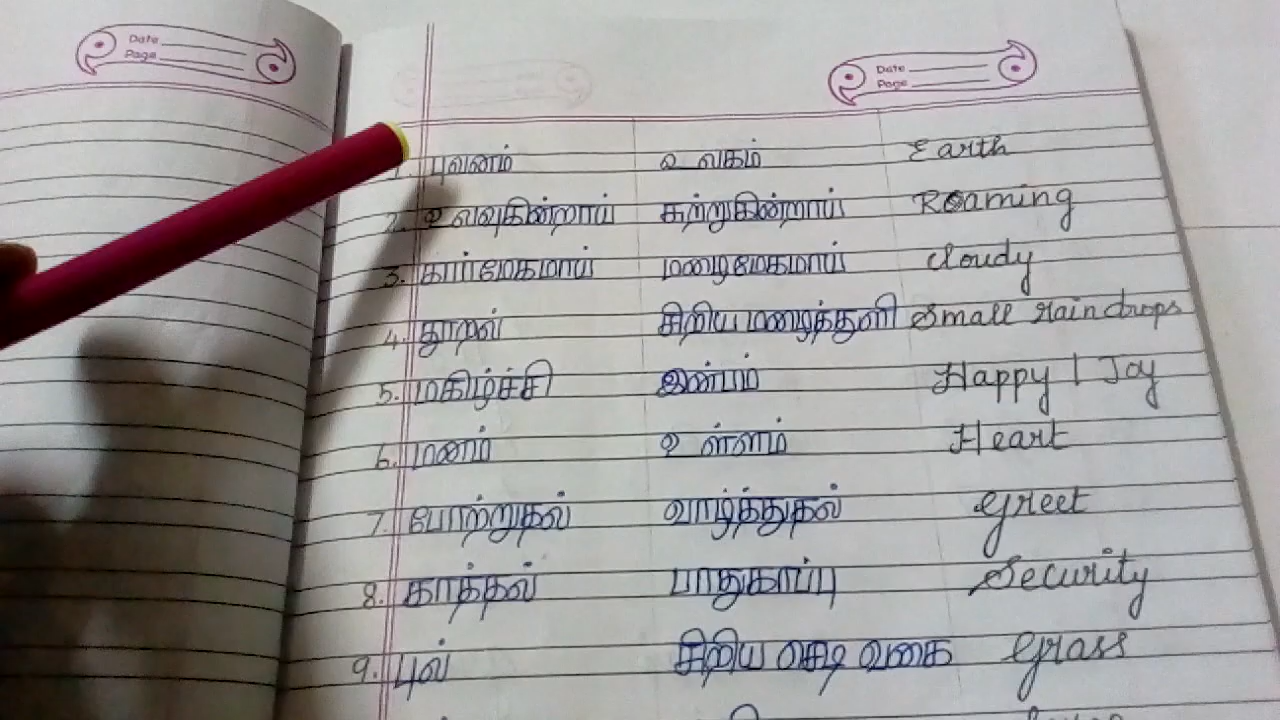 Date
Page
Date
Page
1. புவனம் உலகம் Earth
2. உலவுகின்றாய் சுற்றுகின்றாய் Roaming
3. கார்மேகமாய் மழைமேகமாய் Cloudy
4. தூறல் சிறிய மழைத்துளி Small raindrops
5. மகிழ்ச்சி இன்பம் Happy / Joy
6. மனம் உள்ளம் Heart
7. போற்றுதல் வாழ்த்துதல் Greet
8. காத்தல் பாதுகாப்பு Security
9. புல் சிறிய செடி வகை Grass